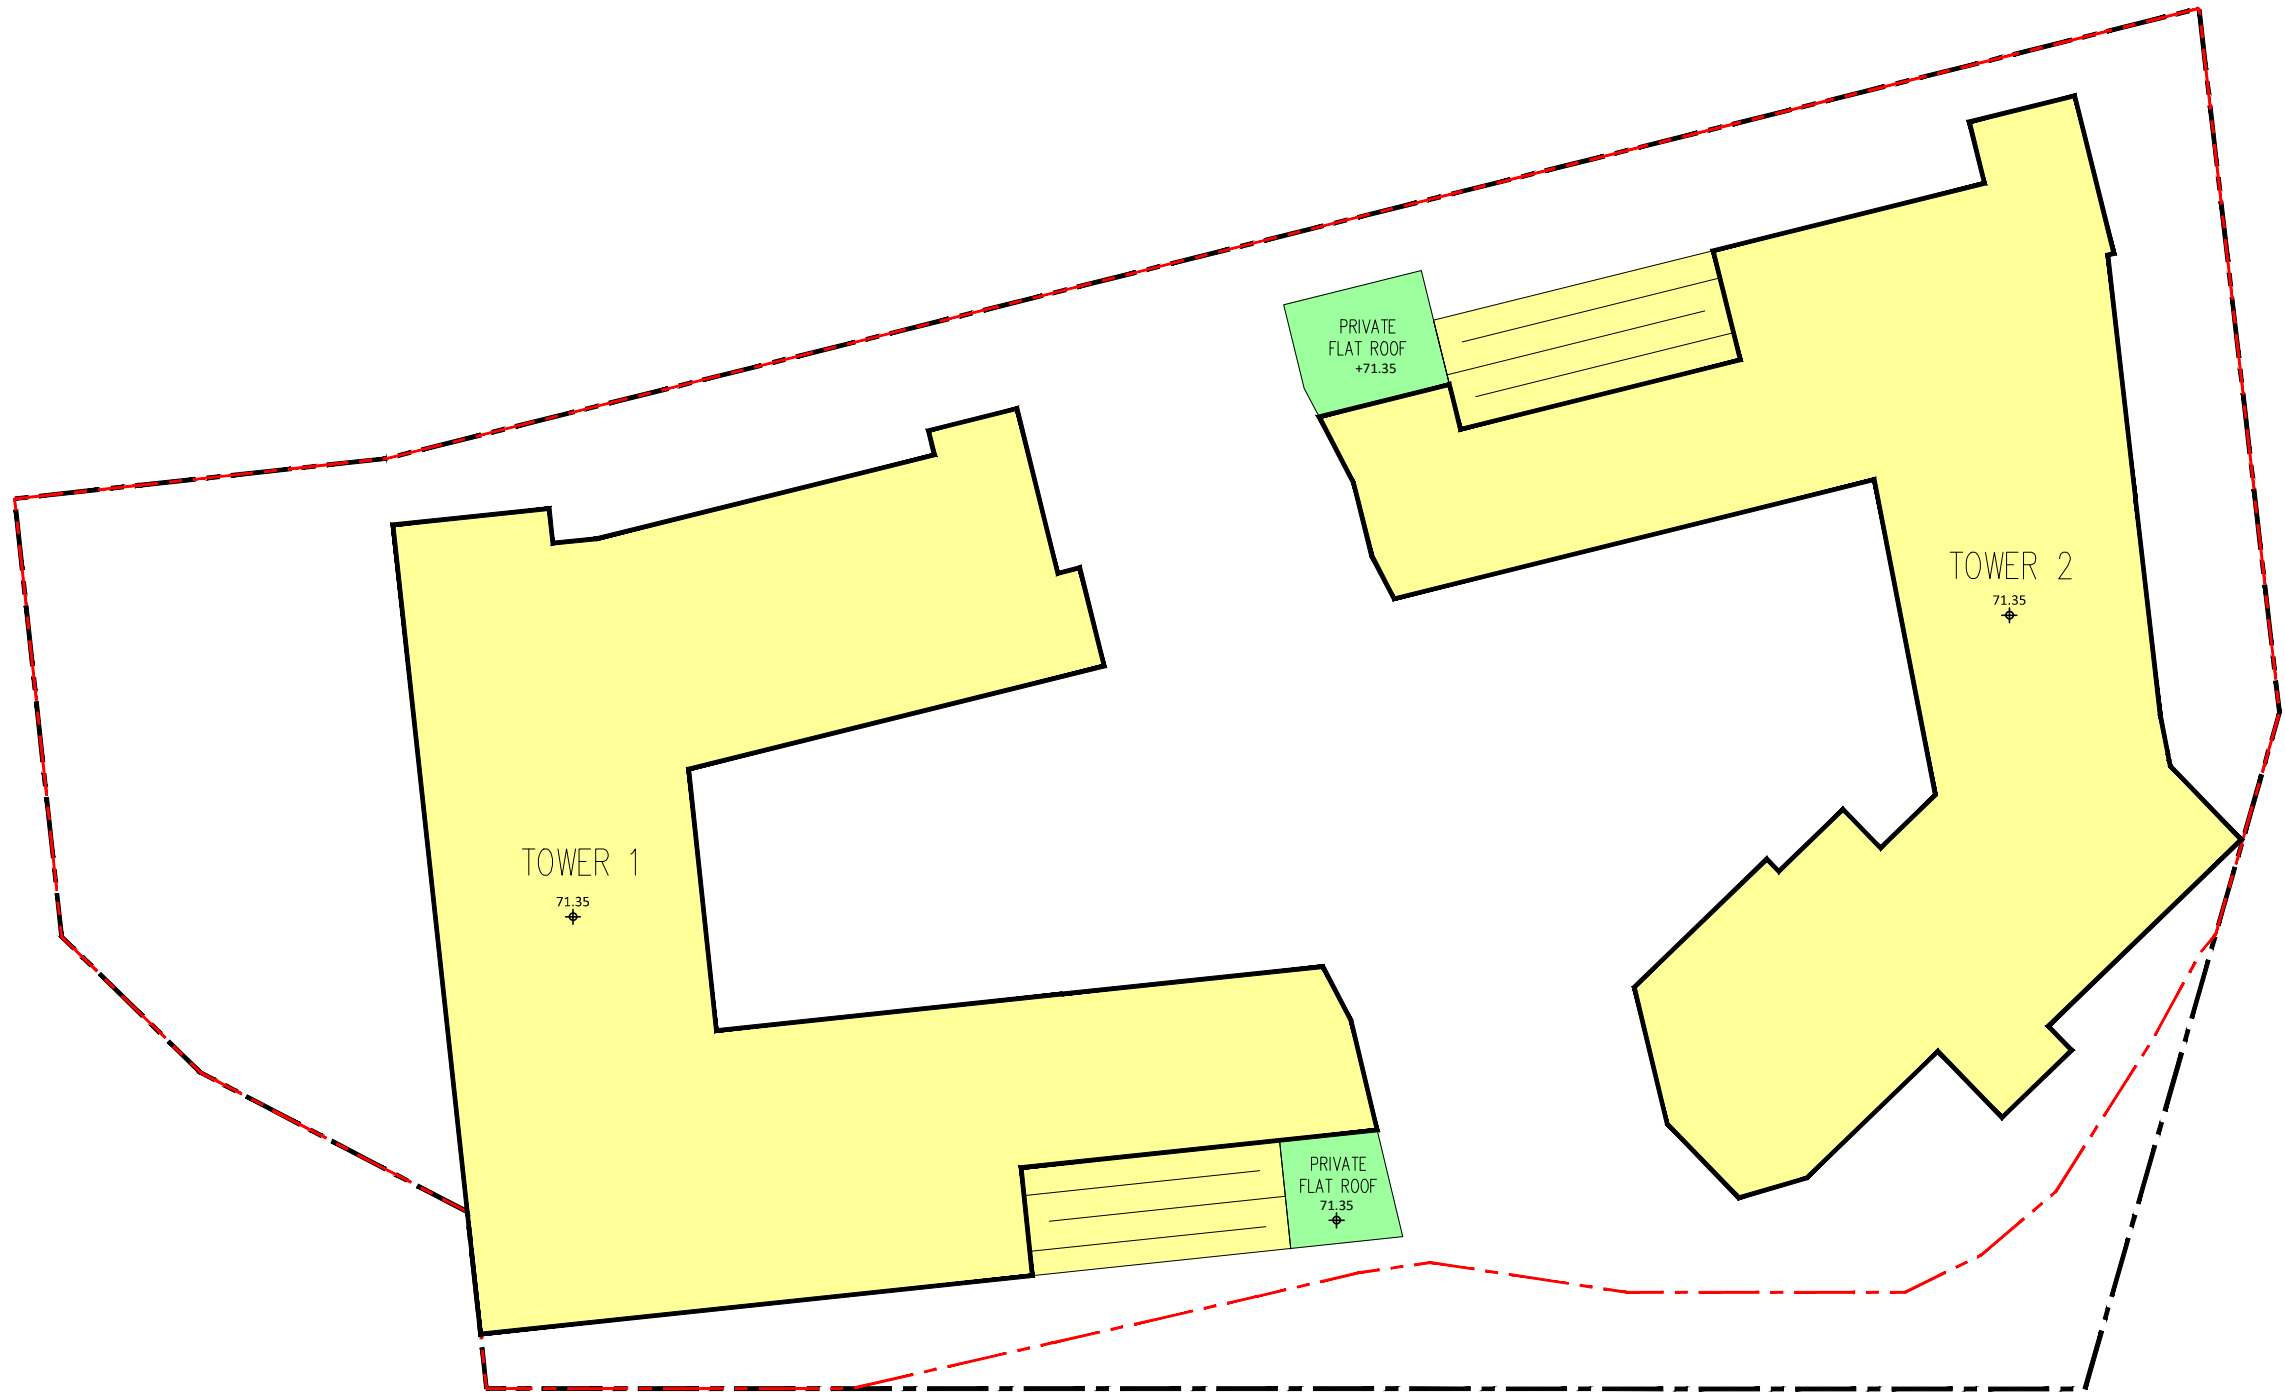 PRIVATE
FLAT ROOF
+71.35
TOWER 2
71.35
TOWER 1
71.35
PRIVATE
FLAT ROOF
71.35